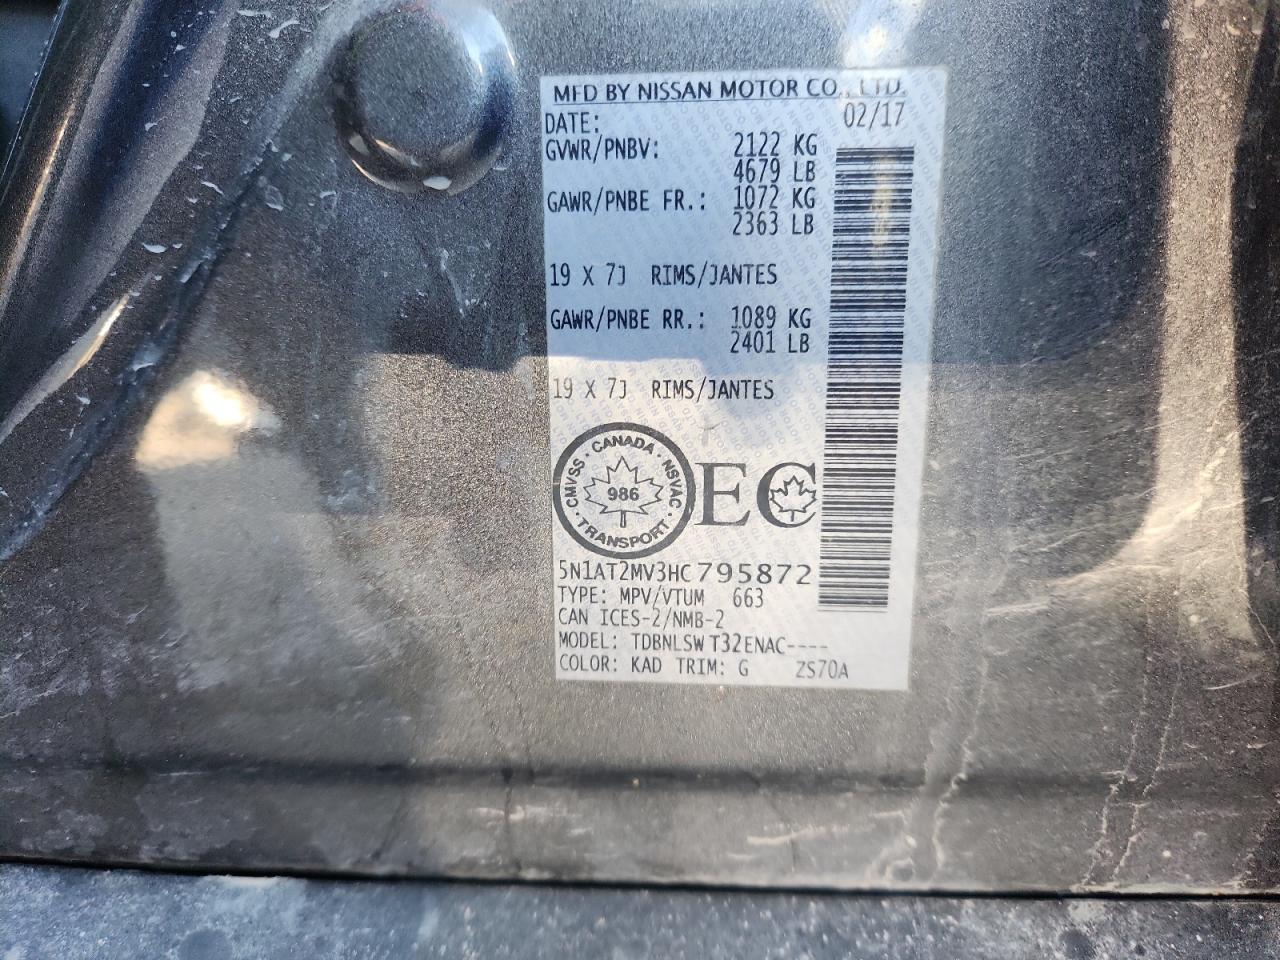 MFD BY NISSAN MOTOR CO., LTD.
DATE: 02/17
GVWR/PNBV: 2122 KG
4679 LB
GAWR/PNBE FR.: 1072 KG
2363 LB
19 X 7J RIMS/JANTES
GAWR/PNBE RR.: 1089 KG
2401 LB
19 X 7J RIMS/JANTES
CANADA · NSVAC · TRANSPORT · CMVSS ·
986
EC
5N1AT2MV3HC795872
TYPE: MPV/VTUM 663
CAN ICES-2/NMB-2
MODEL: TDBNLSW T32ENAC----
COLOR: KAD TRIM: G ZS70A